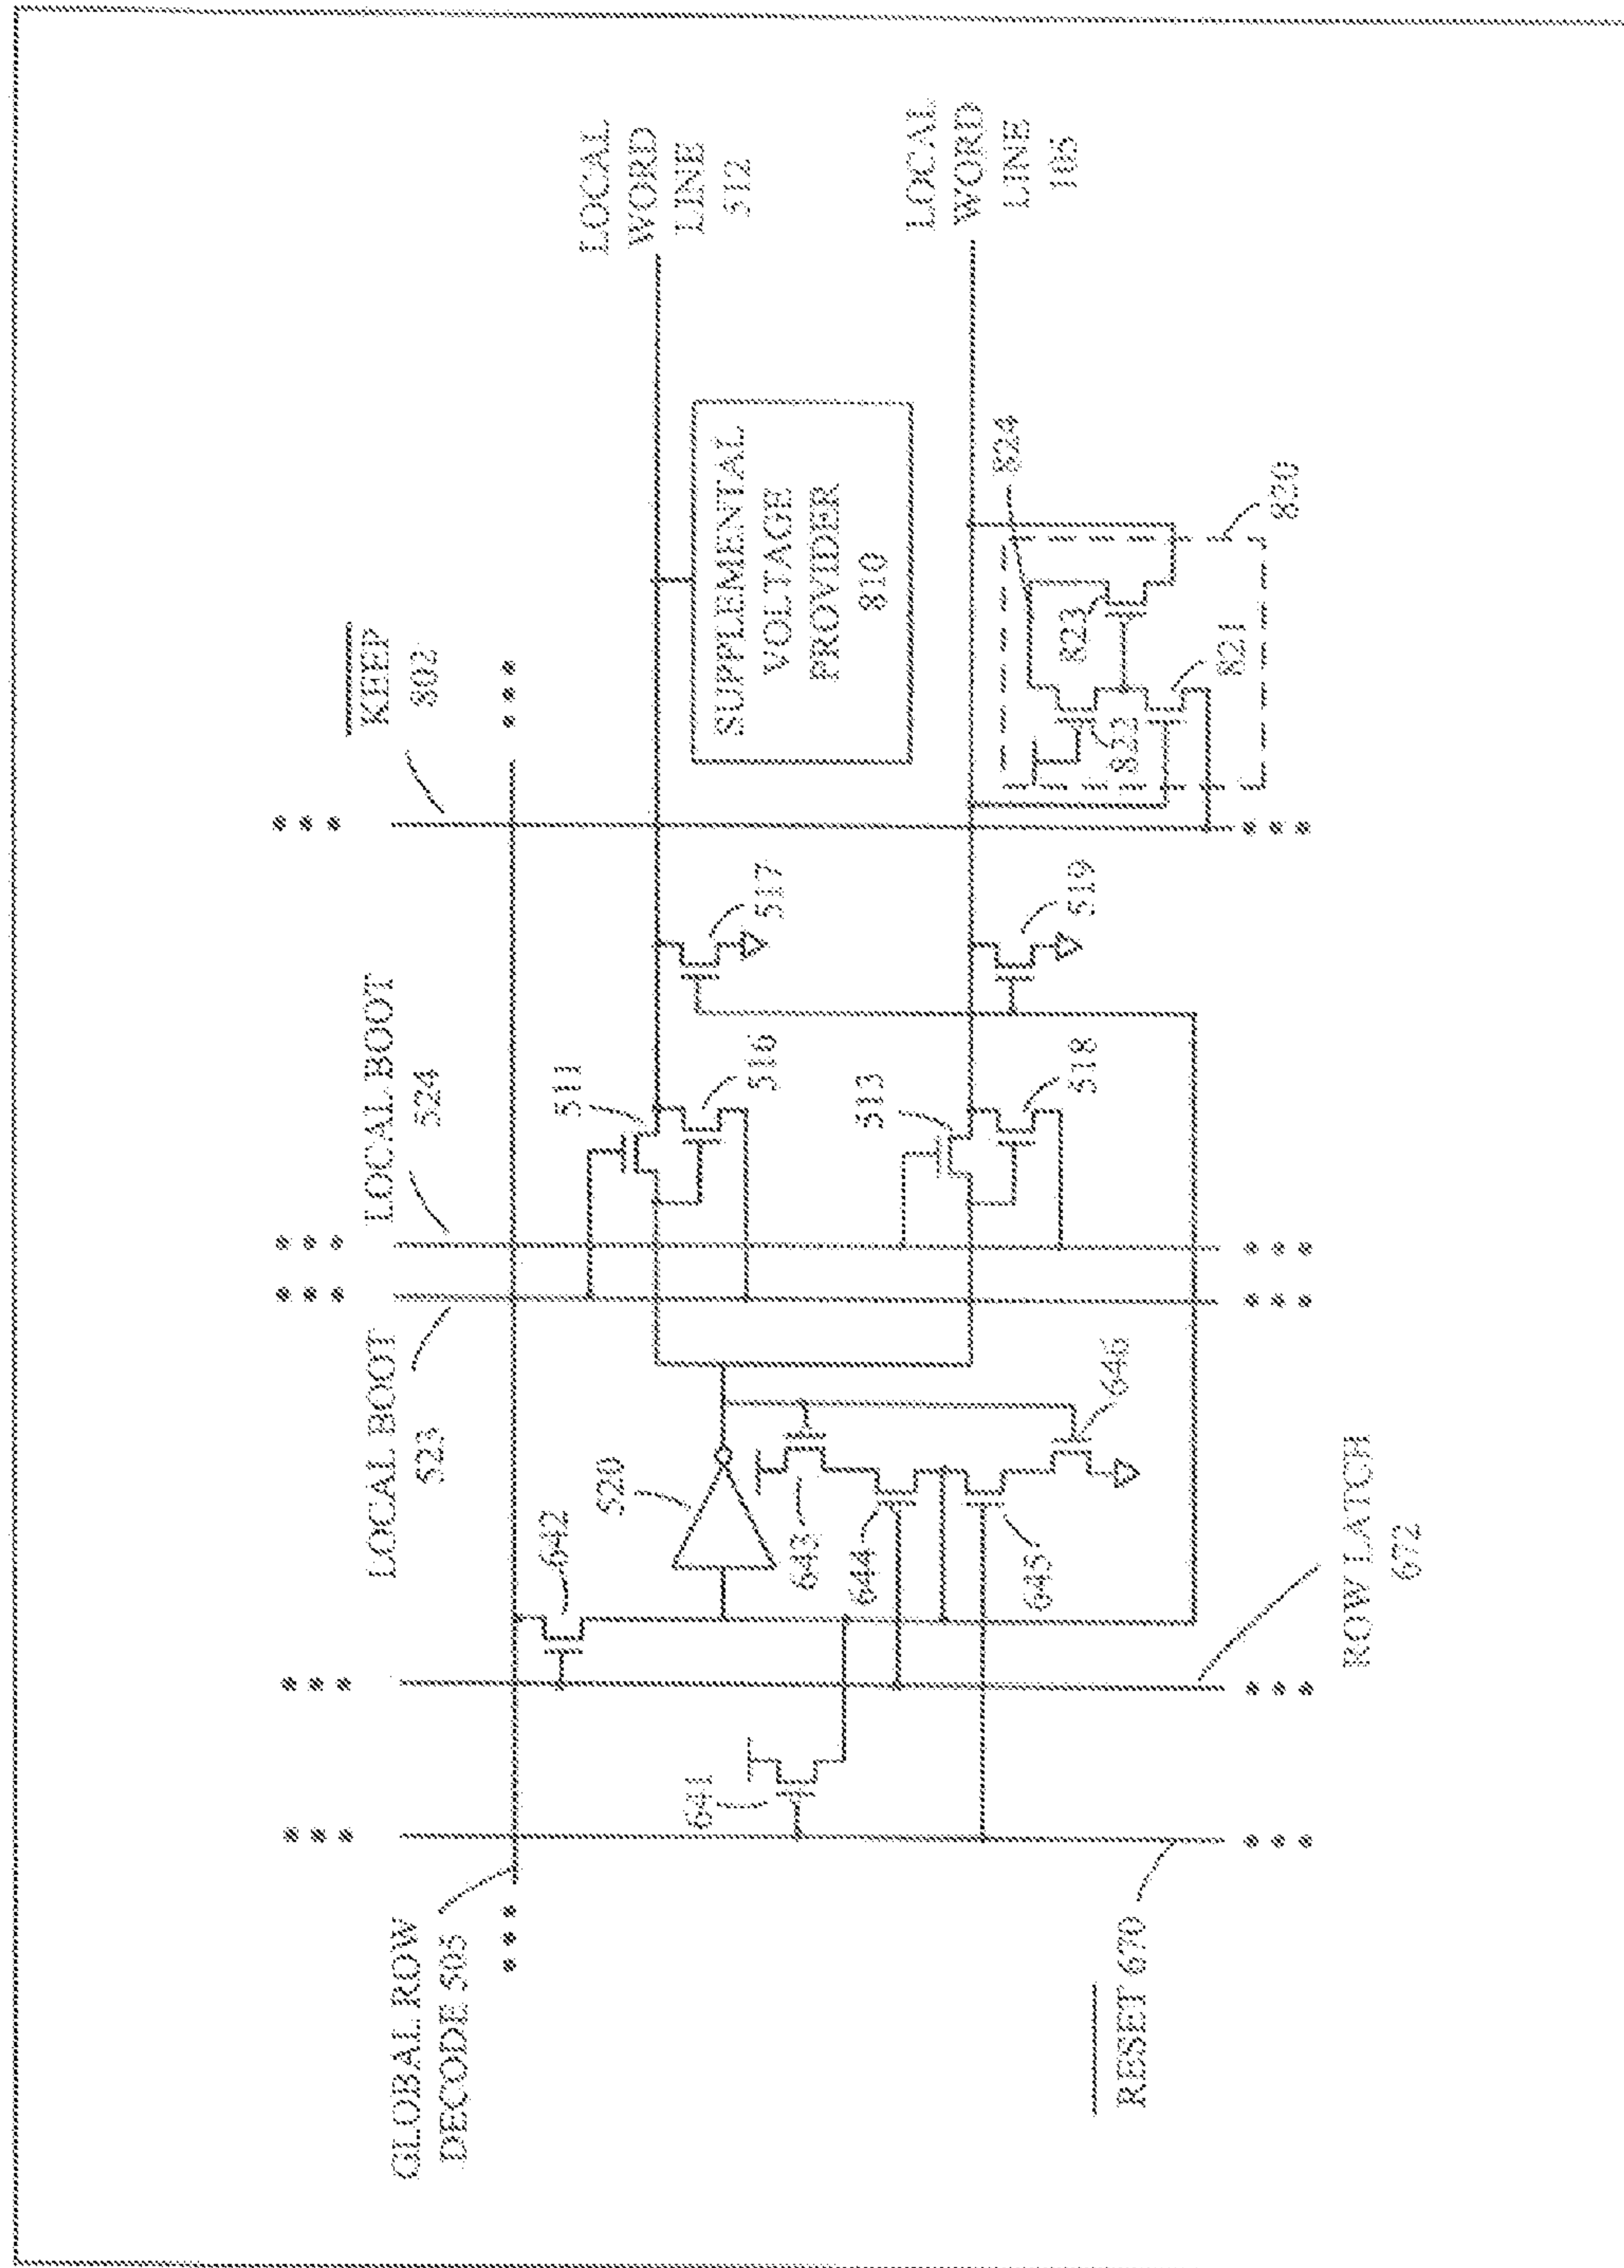 GLOBAL ROW
DECODE 505
LOCAL BOOT
523
LOCAL BOOT
524
KEEP
802
LOCAL
WORD
LINE
512
LOCAL
WORD
LINE
105
642
520
511
517
SUPPLEMENTAL
VOLTAGE
PROVIDER
810
641
643
644
645
646
516
513
518
519
824
823
822
821
820
RESET 670
ROW LATCH
672